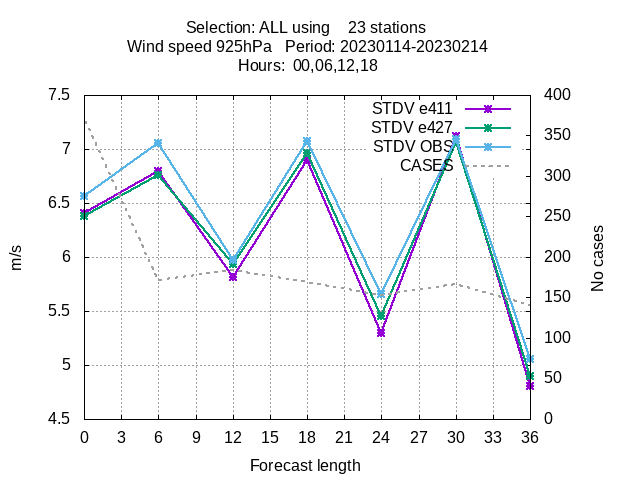 Selection: ALL using 23 stations
Wind speed 925hPa Period: 20230114-20230214
Hours: 00,06,12,18
7.5
7
6.5
6
5.5
5
4.5
400
350
300
250
200
150
100
50
0
STDV e411
STDV e427
STDV OBS
CASES
m/s
No cases
0 3 6 9 12 15 18 21 24 27 30 33 36
Forecast length